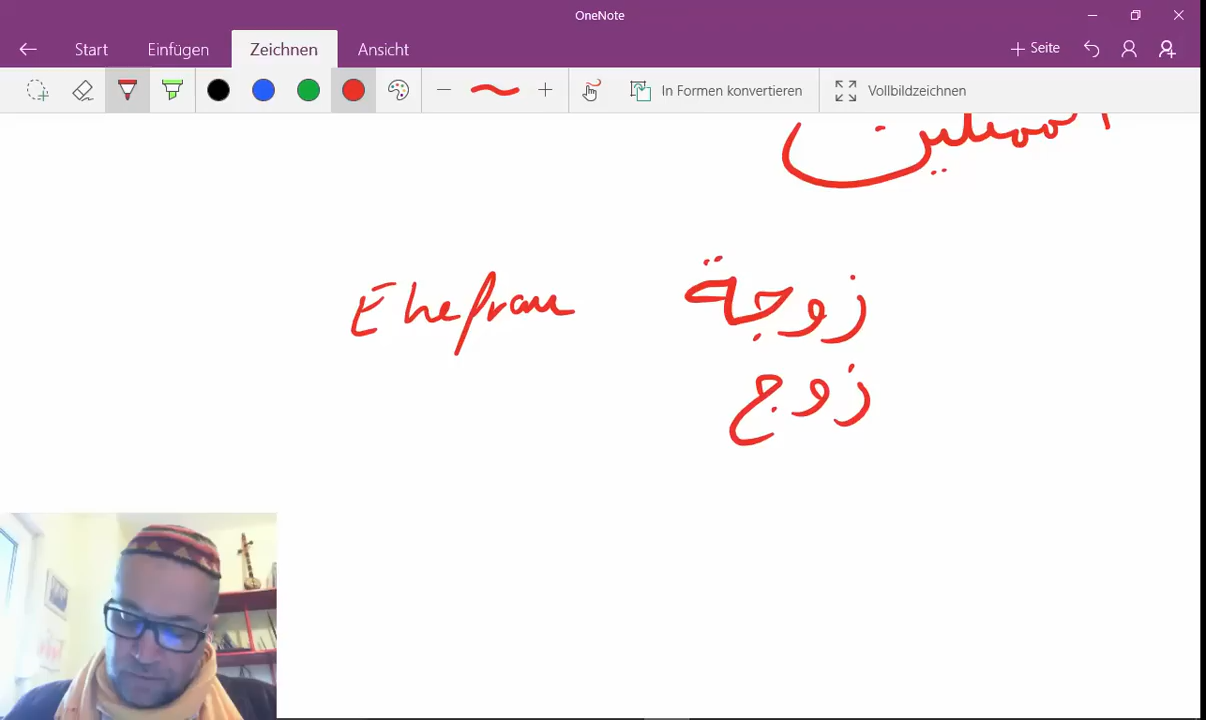 OneNote
Start Einfügen Zeichnen Ansicht Seite
In Formen konvertieren Vollbildzeichnen
Ehefrau زوجة
زوج